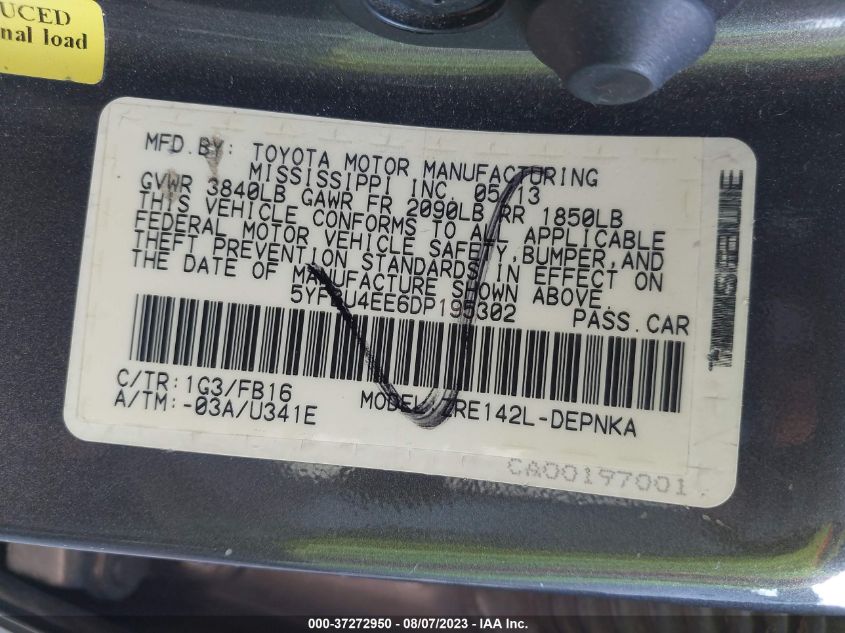 UCED
nal load
MFD.BY: TOYOTA MOTOR MANUFACTURING
MISSISSIPPI INC. 05/13
GVWR 3840LB GAWR FR 2090LB RR 1850LB
THIS VEHICLE CONFORMS TO ALL APPLICABLE
FEDERAL MOTOR VEHICLE SAFETY,BUMPER,AND
THEFT PREVENTION STANDARDS IN EFFECT ON
THE DATE OF MANUFACTURE SHOWN ABOVE.
5YFBU4EE6DP195302 PASS.CAR
C/TR:1G3/FB16
A/TM:-03A/U341E MODEL: ZRE142L-DEPNKA
CA00197001
000-37272950 - 08/07/2023 - IAA Inc.